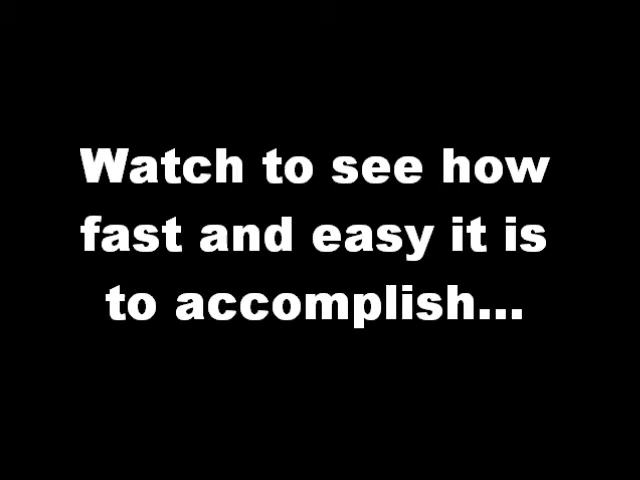 Watch to see how
fast and easy it is
to accomplish...